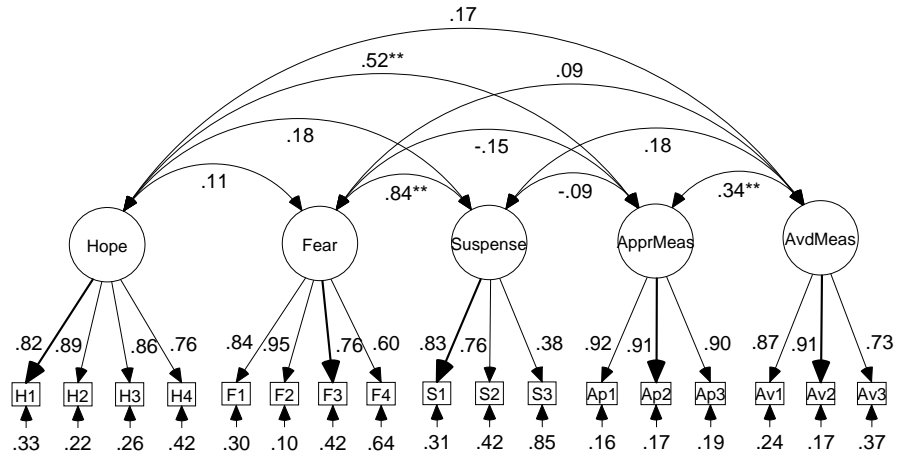 .17
.52**
.09
.18
-.15
.18
.11
.84**
-.09
.34**
Hope
Fear
Suspense
ApprMeas
AvdMeas
.82 .89 .86 .76
.84 .95 .76 .60
.83 .76 .38
.92 .91 .90
.87 .91 .73
H1 H2 H3 H4
F1 F2 F3 F4
S1 S2 S3
Ap1 Ap2 Ap3
Av1 Av2 Av3
.33 .22 .26 .42
.30 .10 .42 .64
.31 .42 .85
.16 .17 .19
.24 .17 .37